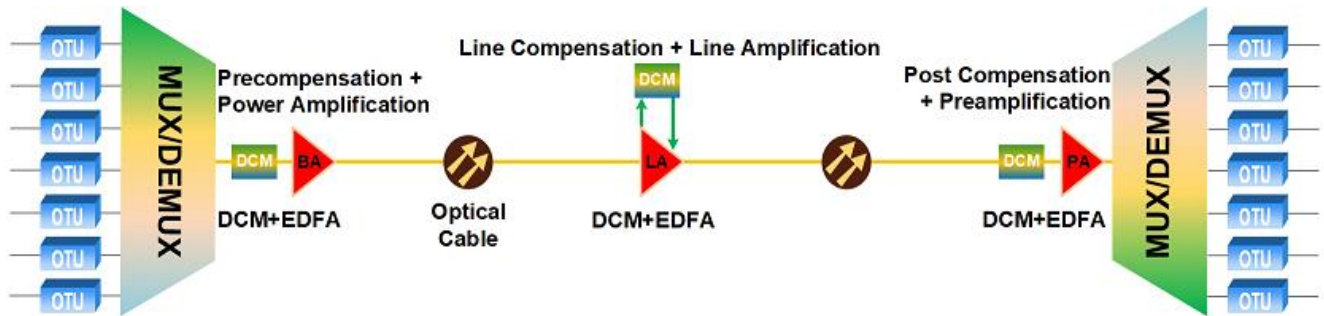 OTU
OTU
OTU
OTU
OTU
OTU
OTU
MUX/DEMUX
Precompensation +
Power Amplification
DCM
BA
DCM+EDFA
Optical
Cable
Line Compensation + Line Amplification
DCM
LA
DCM+EDFA
Post Compensation
+ Preamplification
DCM
PA
DCM+EDFA
MUX/DEMUX
OTU
OTU
OTU
OTU
OTU
OTU
OTU